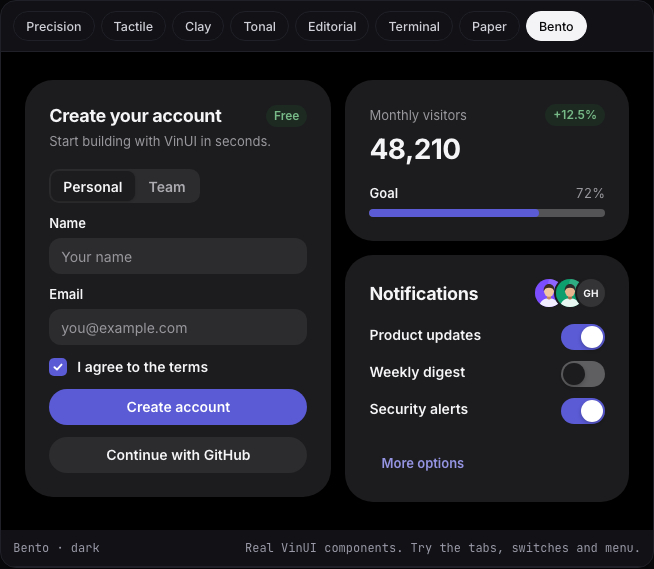 Precision Tactile Clay Tonal Editorial Terminal Paper Bento
Create your account Free
Start building with VinUI in seconds.
Personal Team
Name
Your name
Email
you@example.com
I agree to the terms
Create account
Continue with GitHub
Monthly visitors +12.5%
48,210
Goal 72%
Notifications GH
Product updates
Weekly digest
Security alerts
More options
Bento · dark Real VinUI components. Try the tabs, switches and menu.